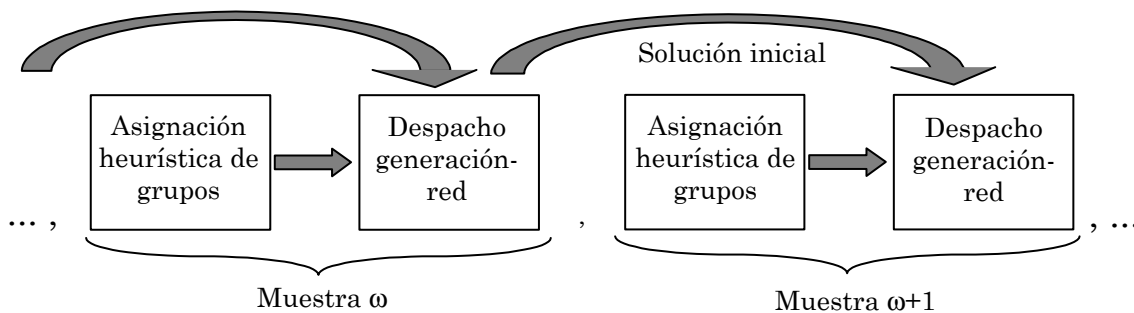 Solución inicial
Asignación
heurística de
grupos
Despacho
generación-
red
Asignación
heurística de
grupos
Despacho
generación-
red
... ,
,
, ...
Muestra ω
Muestra ω+1